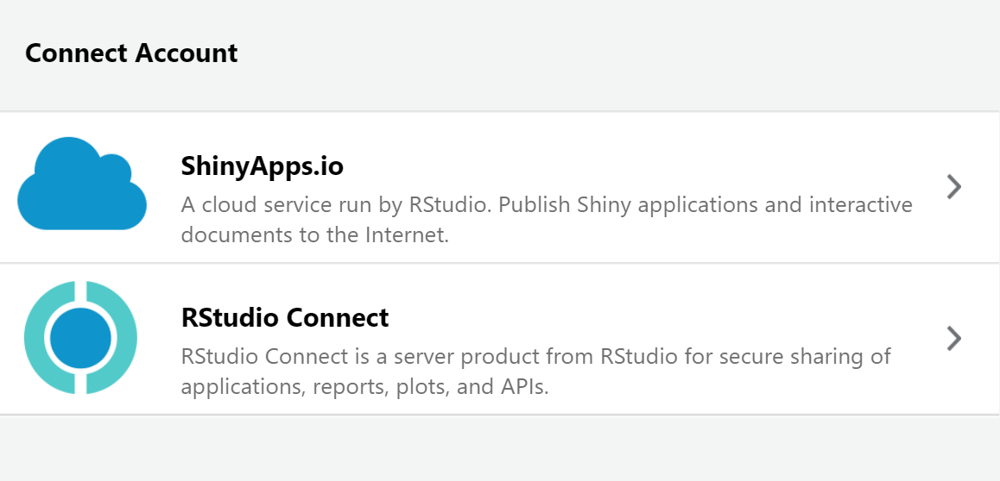 Connect Account
ShinyApps.io
A cloud service run by RStudio. Publish Shiny applications and interactive
documents to the Internet.
RStudio Connect
RStudio Connect is a server product from RStudio for secure sharing of
applications, reports, plots, and APIs.